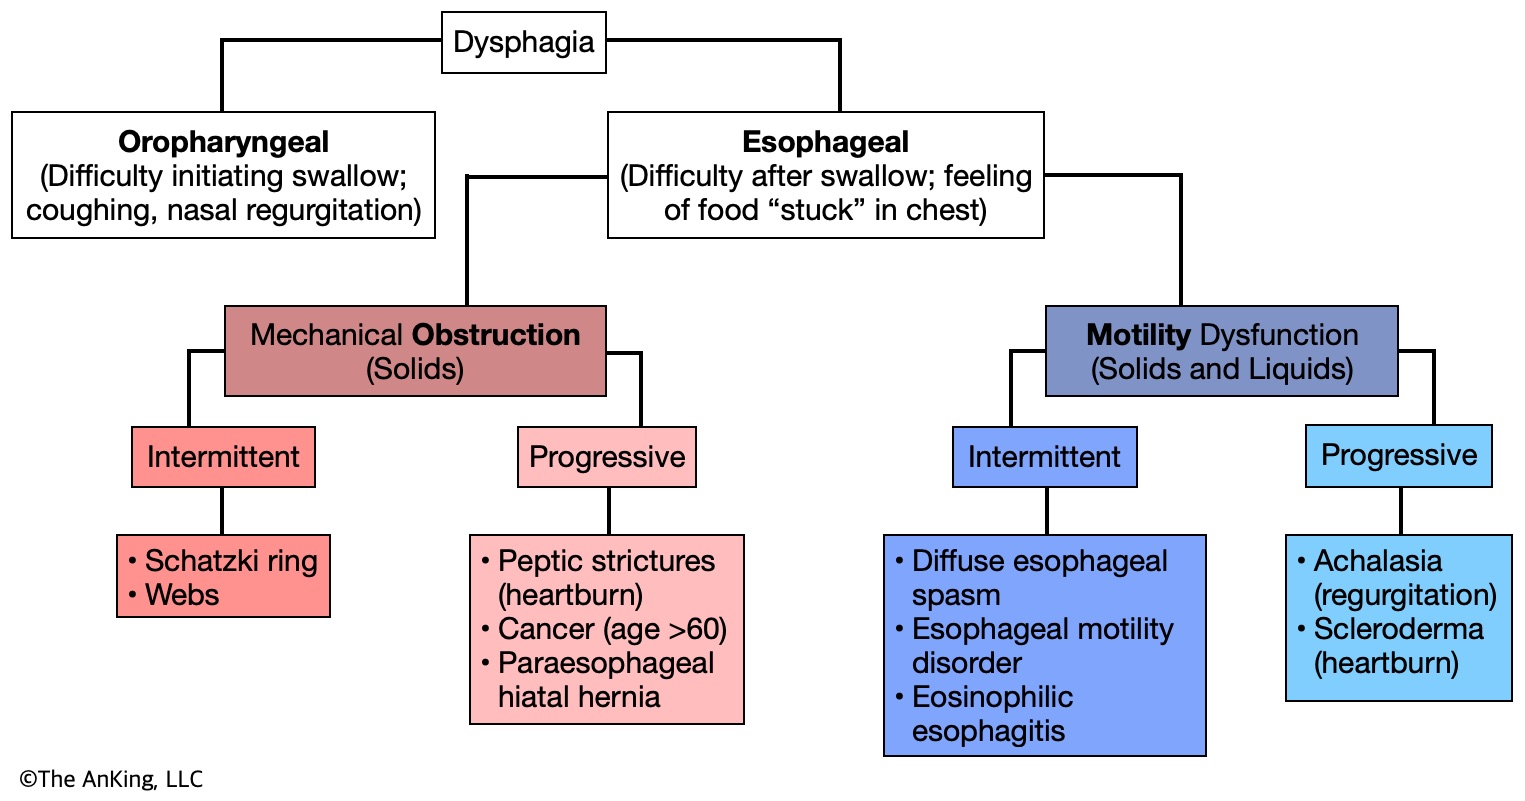 Dysphagia
Oropharyngeal
(Difficulty initiating swallow;
coughing, nasal regurgitation)
Esophageal
(Difficulty after swallow; feeling
of food “stuck” in chest)
Mechanical Obstruction
(Solids)
Motility Dysfunction
(Solids and Liquids)
Intermittent
Progressive
Intermittent
Progressive
• Schatzki ring
• Webs
• Peptic strictures
(heartburn)
• Cancer (age >60)
• Paraesophageal
hiatal hernia
• Diffuse esophageal
spasm
• Esophageal motility
disorder
• Eosinophilic
esophagitis
• Achalasia
(regurgitation)
• Scleroderma
(heartburn)
©The AnKing, LLC